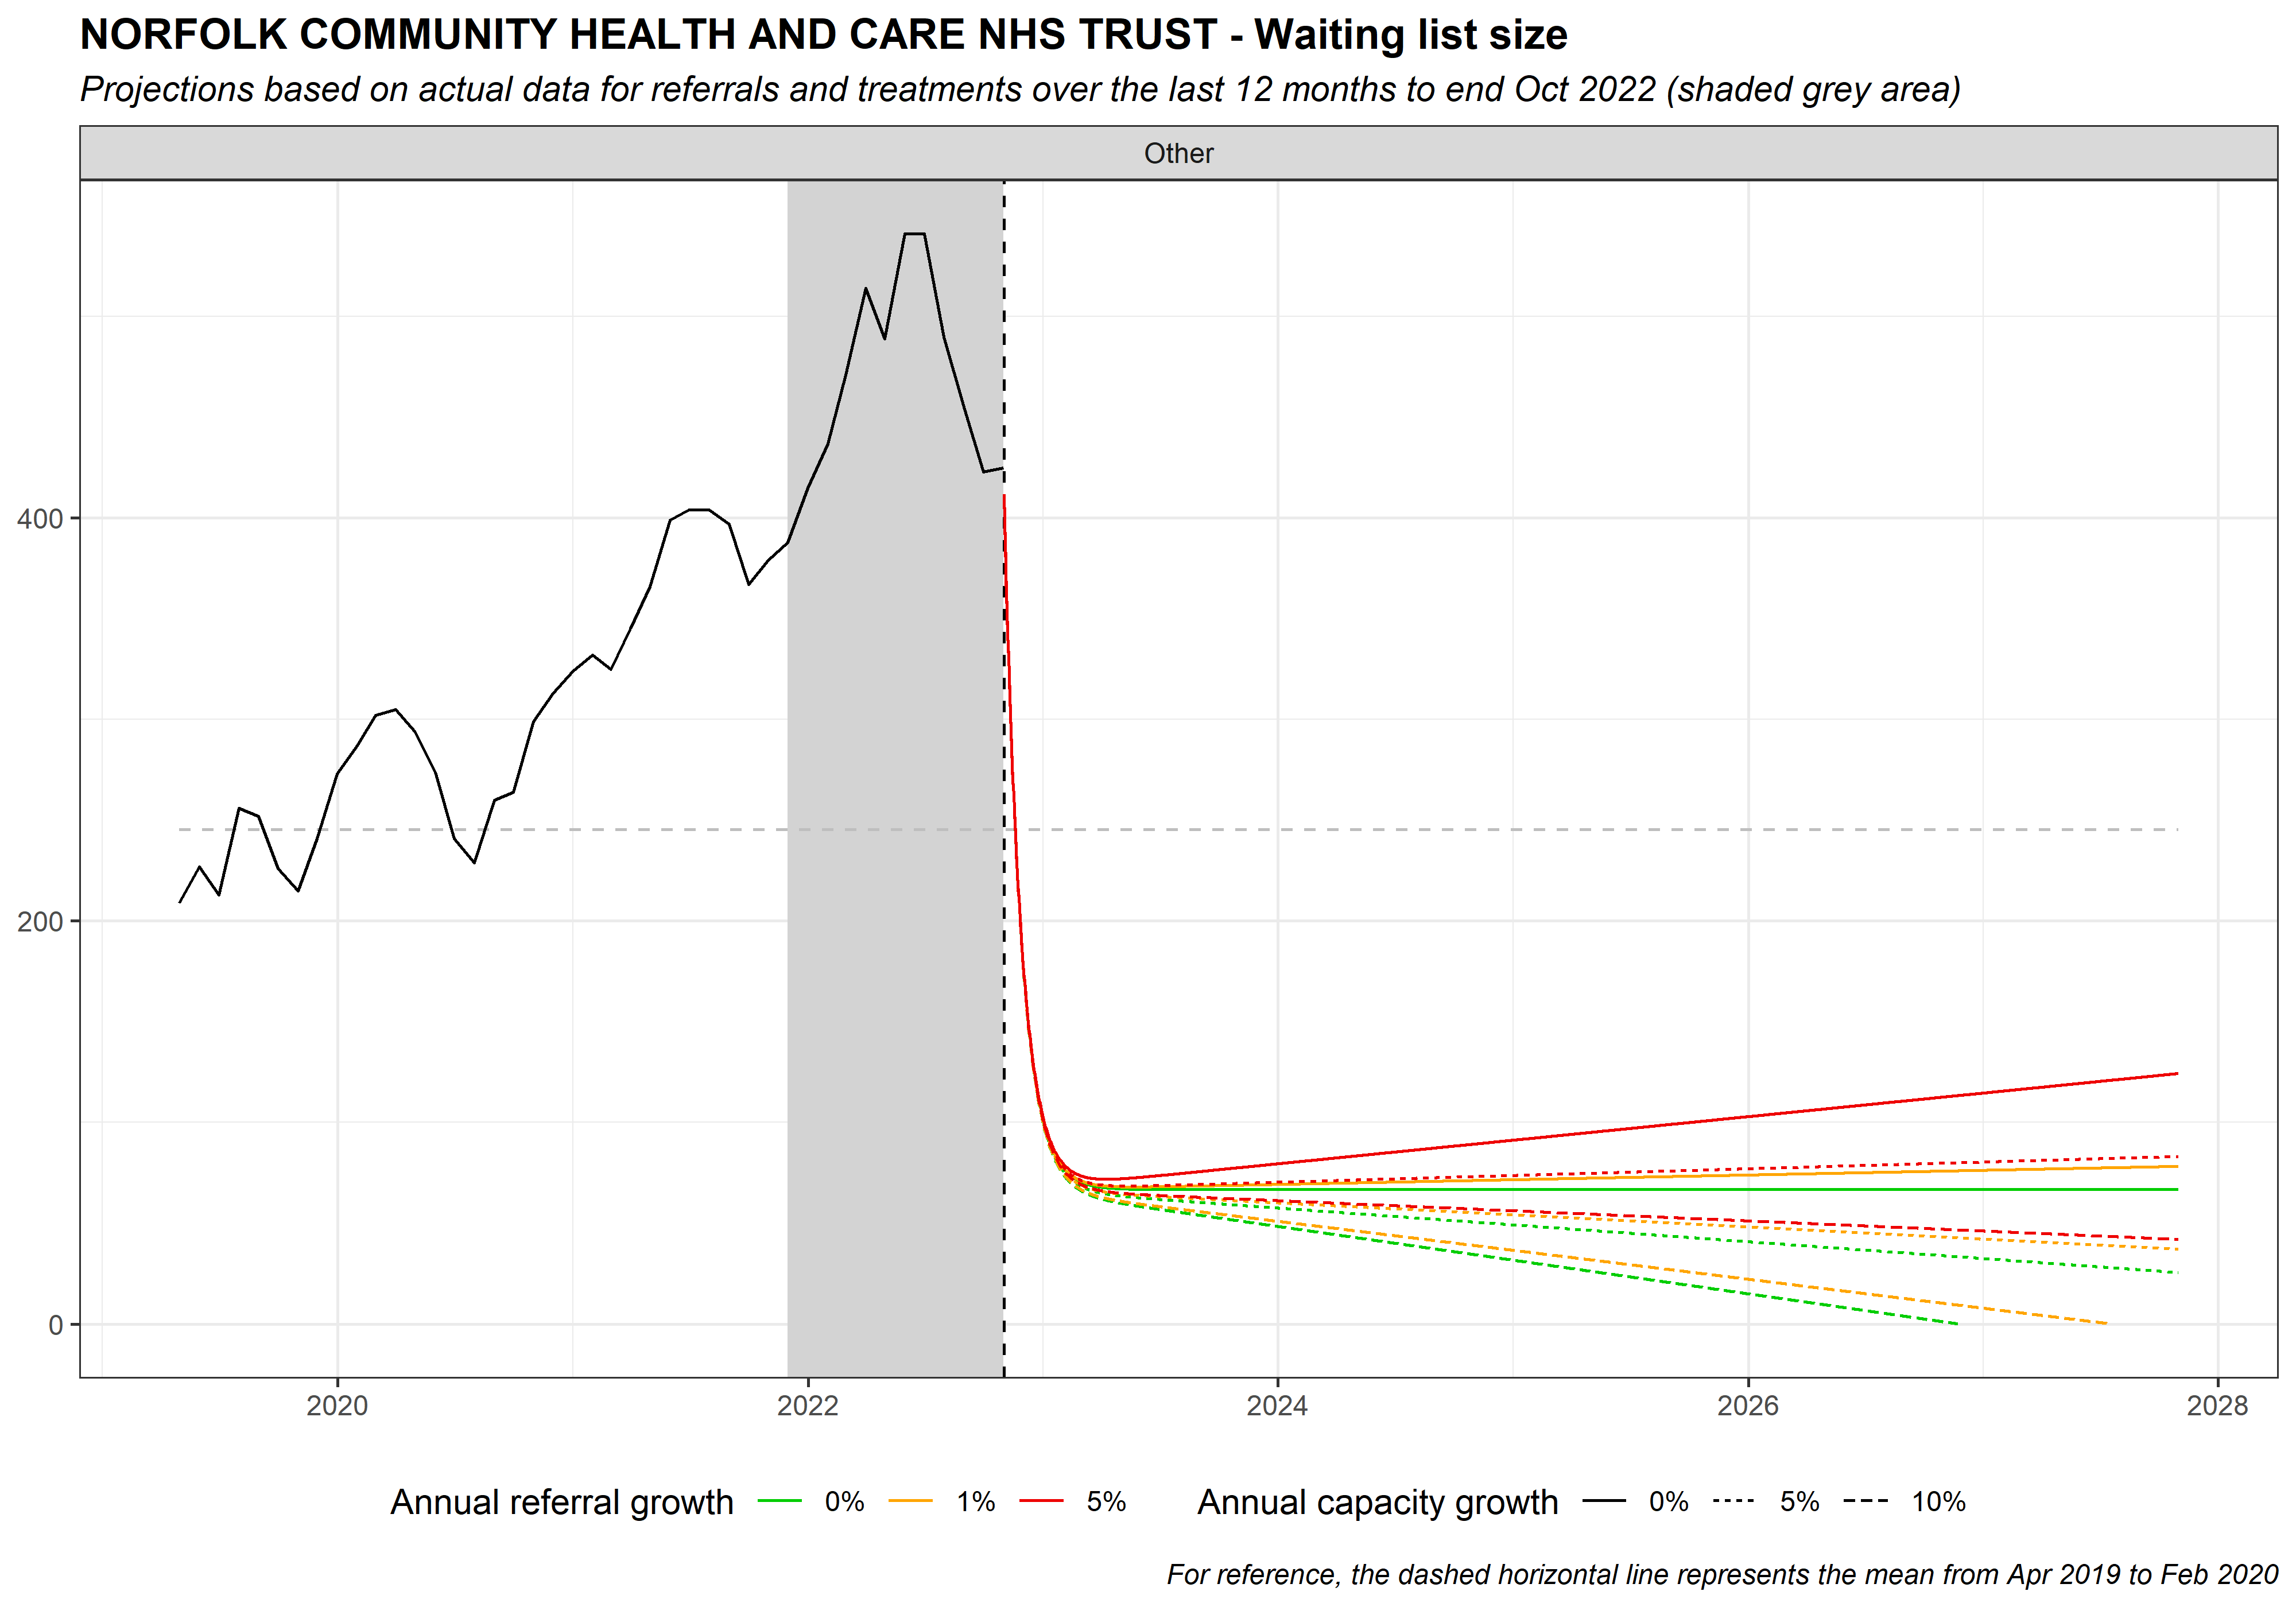 NORFOLK COMMUNITY HEALTH AND CARE NHS TRUST - Waiting list size
Projections based on actual data for referrals and treatments over the last 12 months to end Oct 2022 (shaded grey area)
Other
400
200
0
2020 2022 2024 2026 2028
Annual referral growth 0% 1% 5% Annual capacity growth 0% 5% 10%
For reference, the dashed horizontal line represents the mean from Apr 2019 to Feb 2020